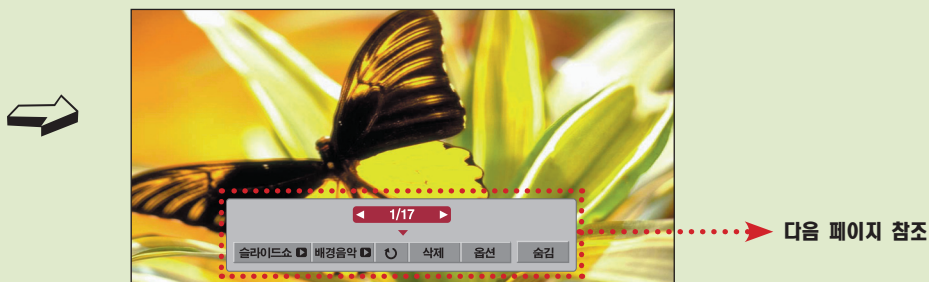 ◀ 1/17 ▶
슬라이드쇼 ▶ 배경음악 ▶ ↻ 삭제 옵션 숨김
다음 페이지 참조